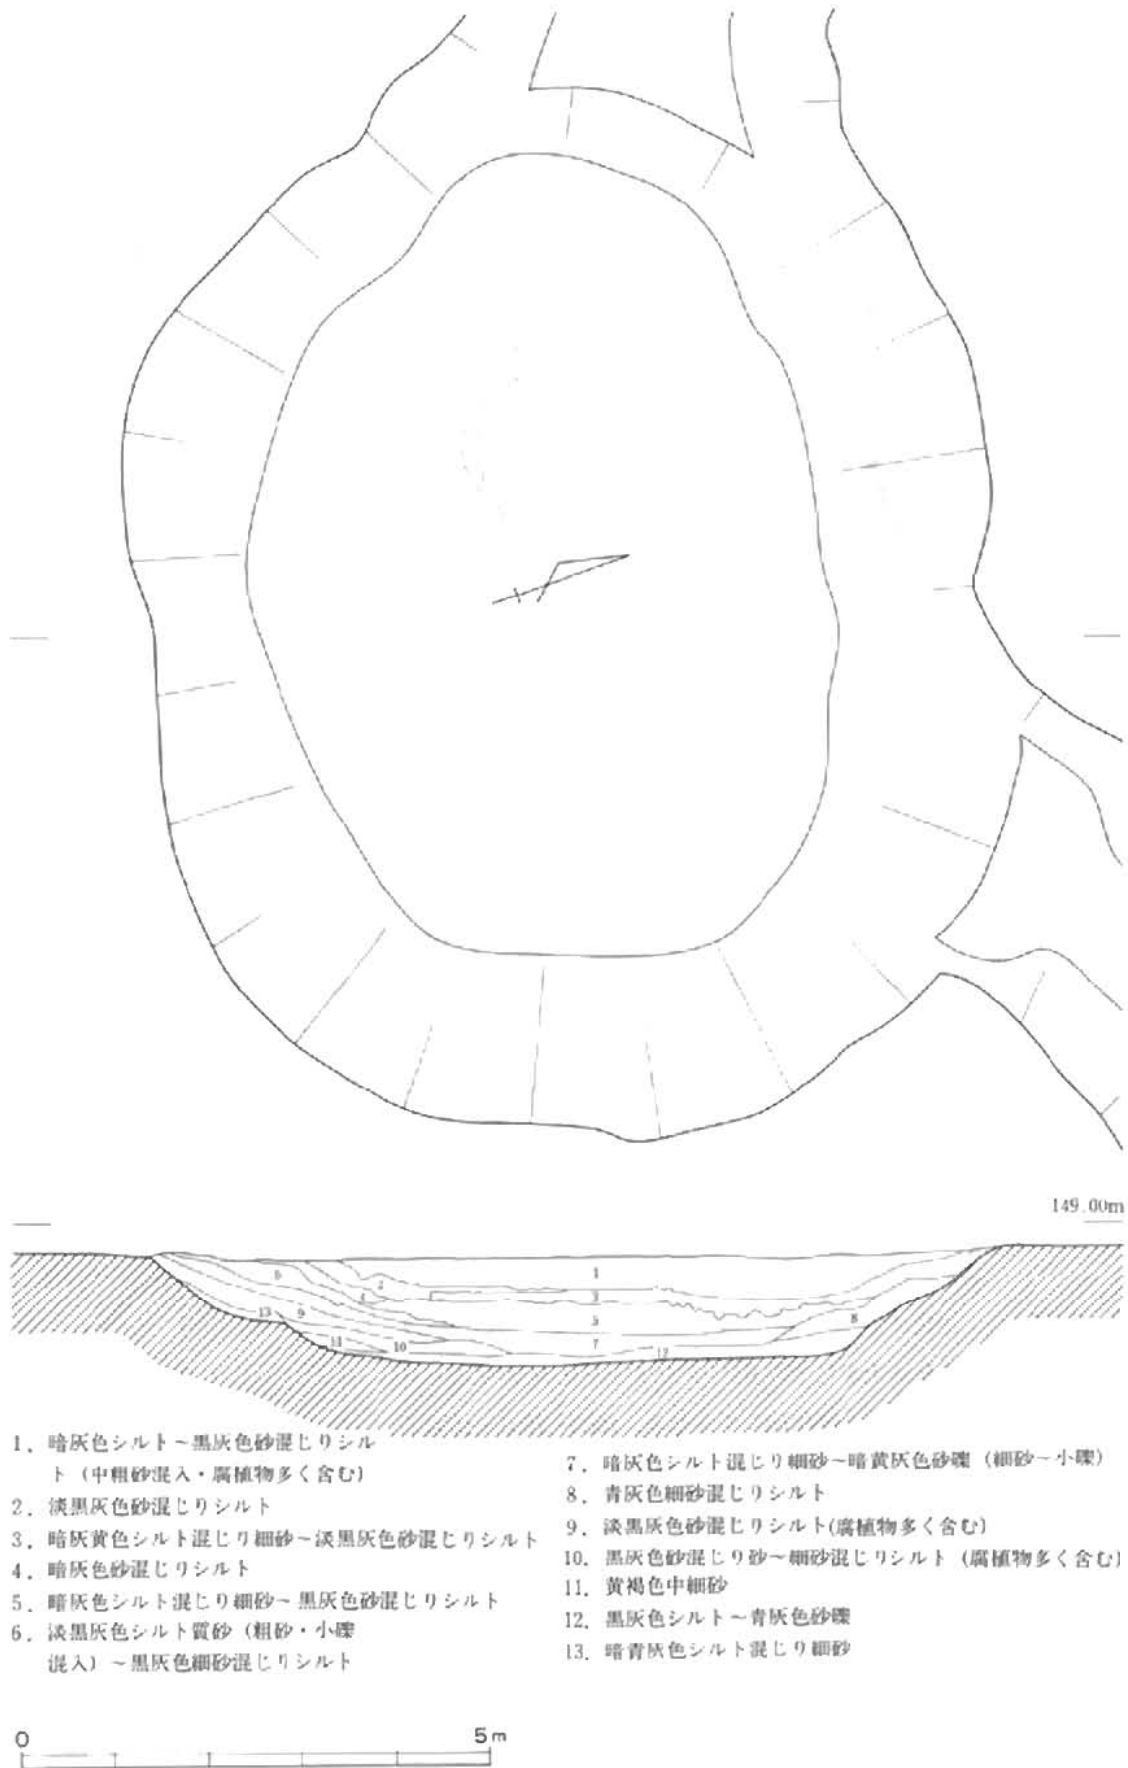 149.00m
6
2
1
4
3
13
9
5
8
11
10
7
12
1. 暗灰色シルト~黒灰色砂混じりシル
ト (中粗砂混入・腐植物多く含む)
2. 淡黒灰色砂混じりシルト
3. 暗灰黄色シルト混じり細砂~淡黒灰色砂混じりシルト
4. 暗灰色砂混じりシルト
5. 暗灰色シルト混じり細砂~黒灰色砂混じりシルト
6. 淡黒灰色シルト質砂 (粗砂・小礫
混入) ~黒灰色細砂混じりシルト
7. 暗灰色シルト混じり細砂~暗黄灰色砂礫 (細砂~小礫)
8. 青灰色細砂混じりシルト
9. 淡黒灰色砂混じりシルト(腐植物多く含む)
10. 黒灰色砂混じり砂~細砂混じりシルト (腐植物多く含む)
11. 黄褐色中細砂
12. 黒灰色シルト~青灰色砂礫
13. 暗青灰色シルト混じり細砂
0 5m